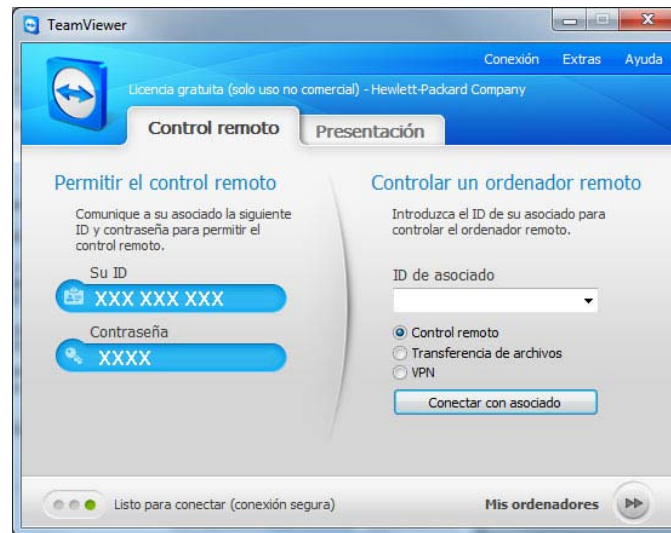 TeamViewer
Conexión Extras Ayuda
Licencia gratuita (solo uso no comercial) - Hewlett-Packard Company
Control remoto Presentación
Permitir el control remoto
Comunique a su asociado la siguiente
ID y contraseña para permitir el
control remoto.
Su ID
XXX XXX XXX
Contraseña
XXXX
Controlar un ordenador remoto
Introduzca el ID de su asociado para
controlar el ordenador remoto.
ID de asociado
Control remoto
Transferencia de archivos
VPN
Conectar con asociado
Listo para conectar (conexión segura)
Mis ordenadores